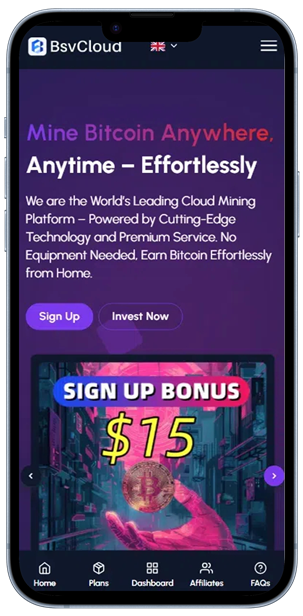 BsvCloud
Mine Bitcoin Anywhere,
Anytime – Effortlessly
We are the World's Leading Cloud Mining
Platform – Powered by Cutting-Edge
Technology and Premium Service. No
Equipment Needed, Earn Bitcoin Effortlessly
from Home.
Sign Up
Invest Now
SIGN UP BONUS
$15
Home
Plans
Dashboard
Affiliates
FAQs